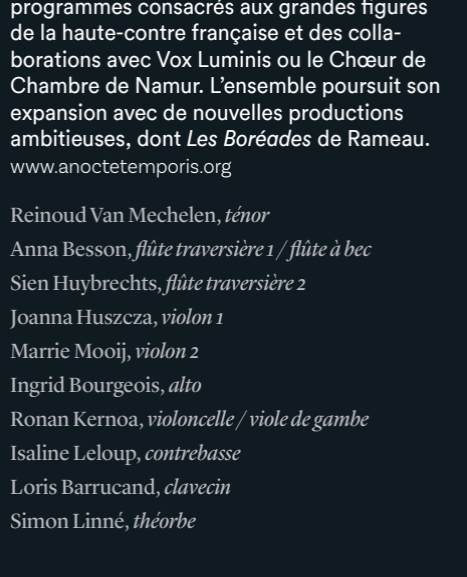 programmes consacrés aux grandes figures
de la haute-contre française et des colla-
borations avec Vox Luminis ou le Chœur de
Chambre de Namur. L’ensemble poursuit son
expansion avec de nouvelles productions
ambitieuses, dont Les Boréades de Rameau.
www.anoctetemporis.org
Reinoud Van Mechelen, ténor
Anna Besson, flûte traversière 1 / flûte à bec
Sien Huybrechts, flûte traversière 2
Joanna Huszcza, violon 1
Marrie Mooij, violon 2
Ingrid Bourgeois, alto
Ronan Kernoa, violoncelle / viole de gambe
Isaline Leloup, contrebasse
Loris Barrucand, clavecin
Simon Linné, théorbe